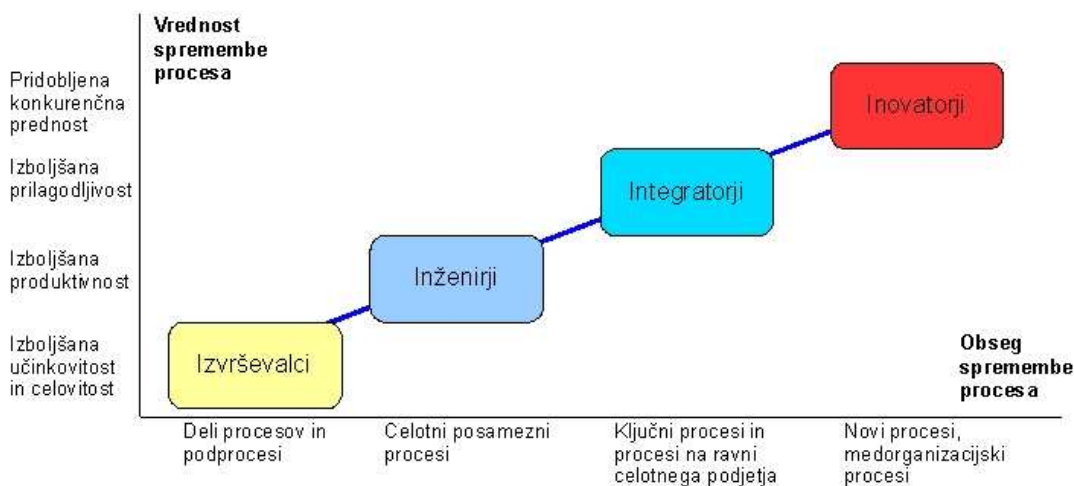 Vrednost
spremembe
procesa
Pridobljena
konkurenčna
prednost
Inovatorji
Izboljšana
prilagodljivost
Integratorji
Izboljšana
produktivnost
Inženirji
Izboljšana
učinkovitost
in celovitost
Izvrševalci
Obseg
spremembe
procesa
Deli procesov in
podprocesi
Celotni posamezni
procesi
Ključni procesi in
procesi na ravni
celotnega podjetja
Novi procesi,
medorganizacijski
procesi